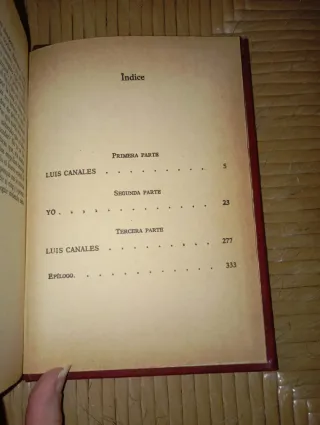 Índice
PRIMERA PARTE
LUIS CANALES . . . . . . . . . 5
SEGUNDA PARTE
YO . . . . . . . . . . . . 23
TERCERA PARTE
LUIS CANALES . . . . . . . . . 277
EPÍLOGO. . . . . . . . . . . 333